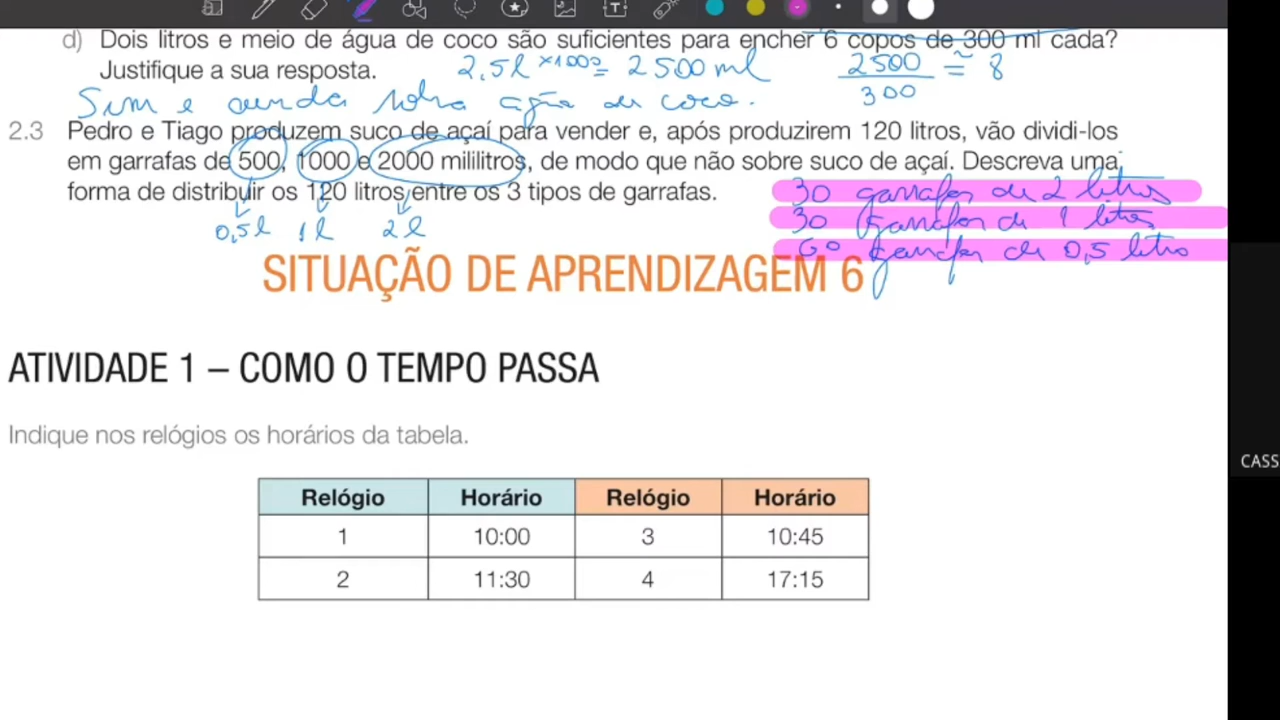 d) Dois litros e meio de água de coco são suficientes para encher 6 copos de 300 ml cada?
Justifique a sua resposta. 2,5l x1000= 2500 ml 2500/300 ≅ 8
Sim e ainda sobra água de coco.
2.3 Pedro e Tiago produzem suco de açaí para vender e, após produzirem 120 litros, vão dividi-los
em garrafas de 500, 1000 e 2000 mililitros, de modo que não sobre suco de açaí. Descreva uma
forma de distribuir os 120 litros entre os 3 tipos de garrafas. 30 garrafas de 2 litros
30 garrafas de 1 litros
0,5l 1l 2l 60 garrafas de 0,5 litro
SITUAÇÃO DE APRENDIZAGEM 6
ATIVIDADE 1 – COMO O TEMPO PASSA
Indique nos relógios os horários da tabela.
Relógio Horário Relógio Horário
1 10:00 3 10:45
2 11:30 4 17:15
CASS